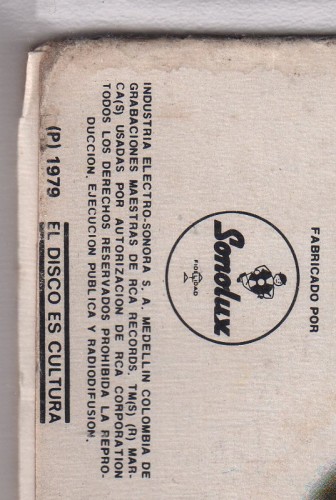 FABRICADO POR
Sonolux
FIDELIDAD
INDUSTRIA ELECTRO-SONORA S. A. MEDELLIN COLOMBIA DE
GRABACIONES MAESTRAS DE RCA RECORDS. TM(S) (R) MAR-
CA(S) USADAS POR AUTORIZACION DE RCA CORPORATION
TODOS LOS DERECHOS RESERVADOS PROHIBIDA LA REPRO-
DUCCION. EJECUCION PUBLICA Y RADIODIFUSION.
(P) 1979 EL DISCO ES CULTURA